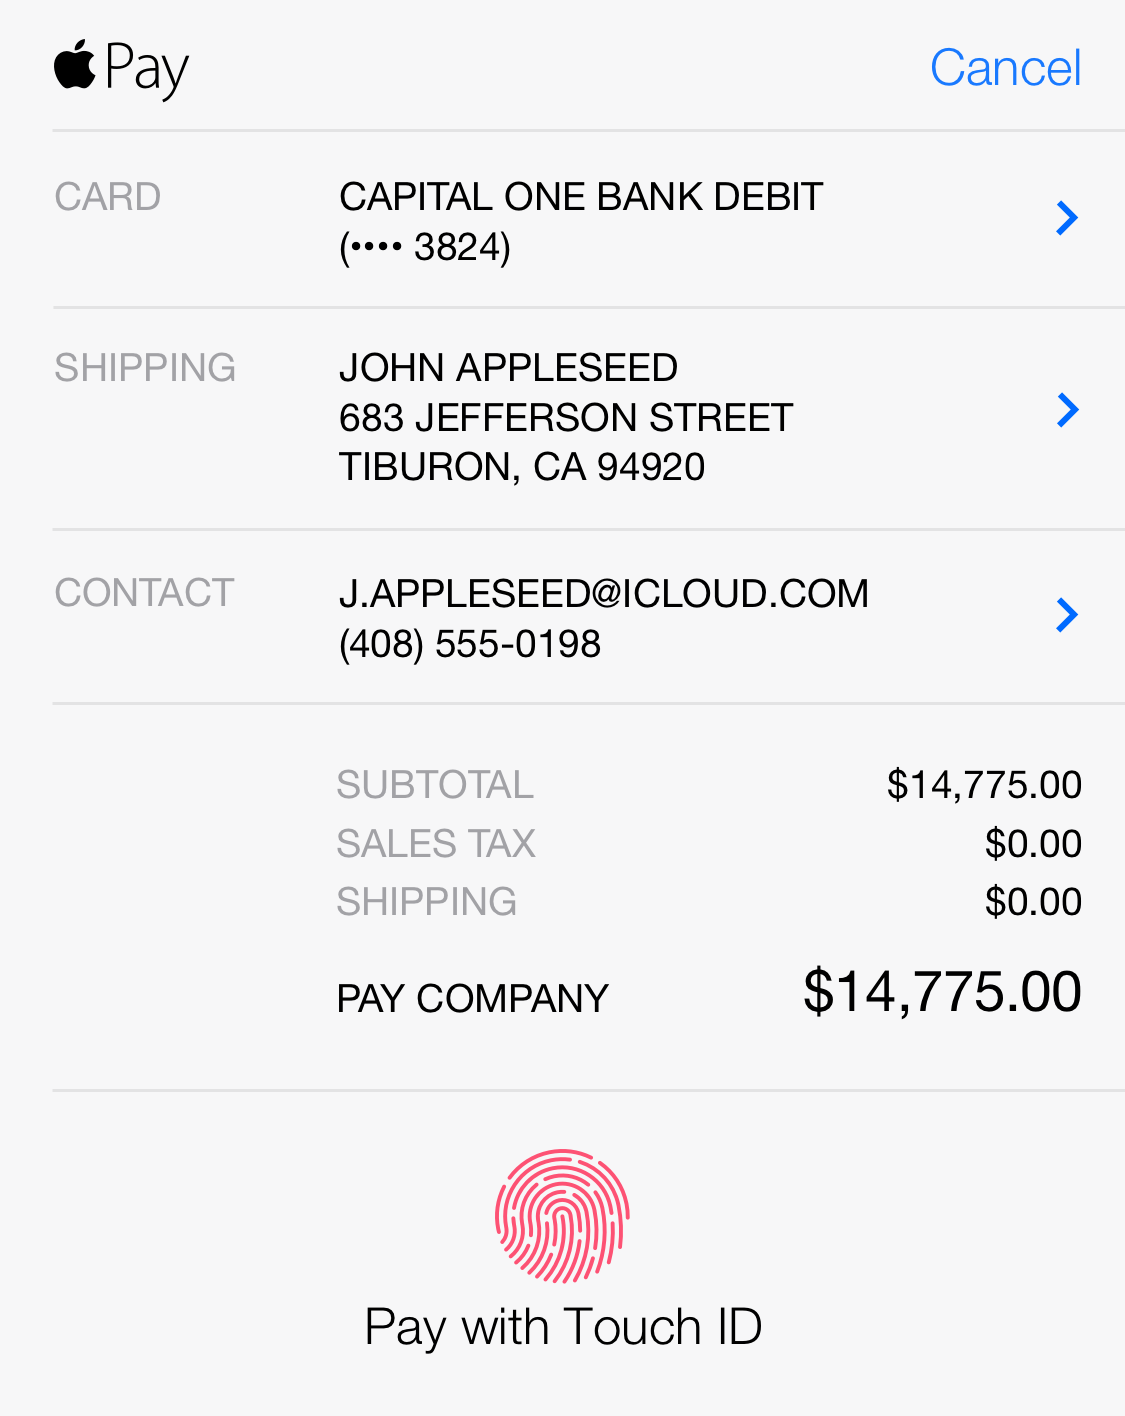 Pay
Cancel
CARD
CAPITAL ONE BANK DEBIT
(•••• 3824)
SHIPPING
JOHN APPLESEED
683 JEFFERSON STREET
TIBURON, CA 94920
CONTACT
J.APPLESEED@ICLOUD.COM
(408) 555-0198
SUBTOTAL $14,775.00
SALES TAX $0.00
SHIPPING $0.00
PAY COMPANY $14,775.00
Pay with Touch ID